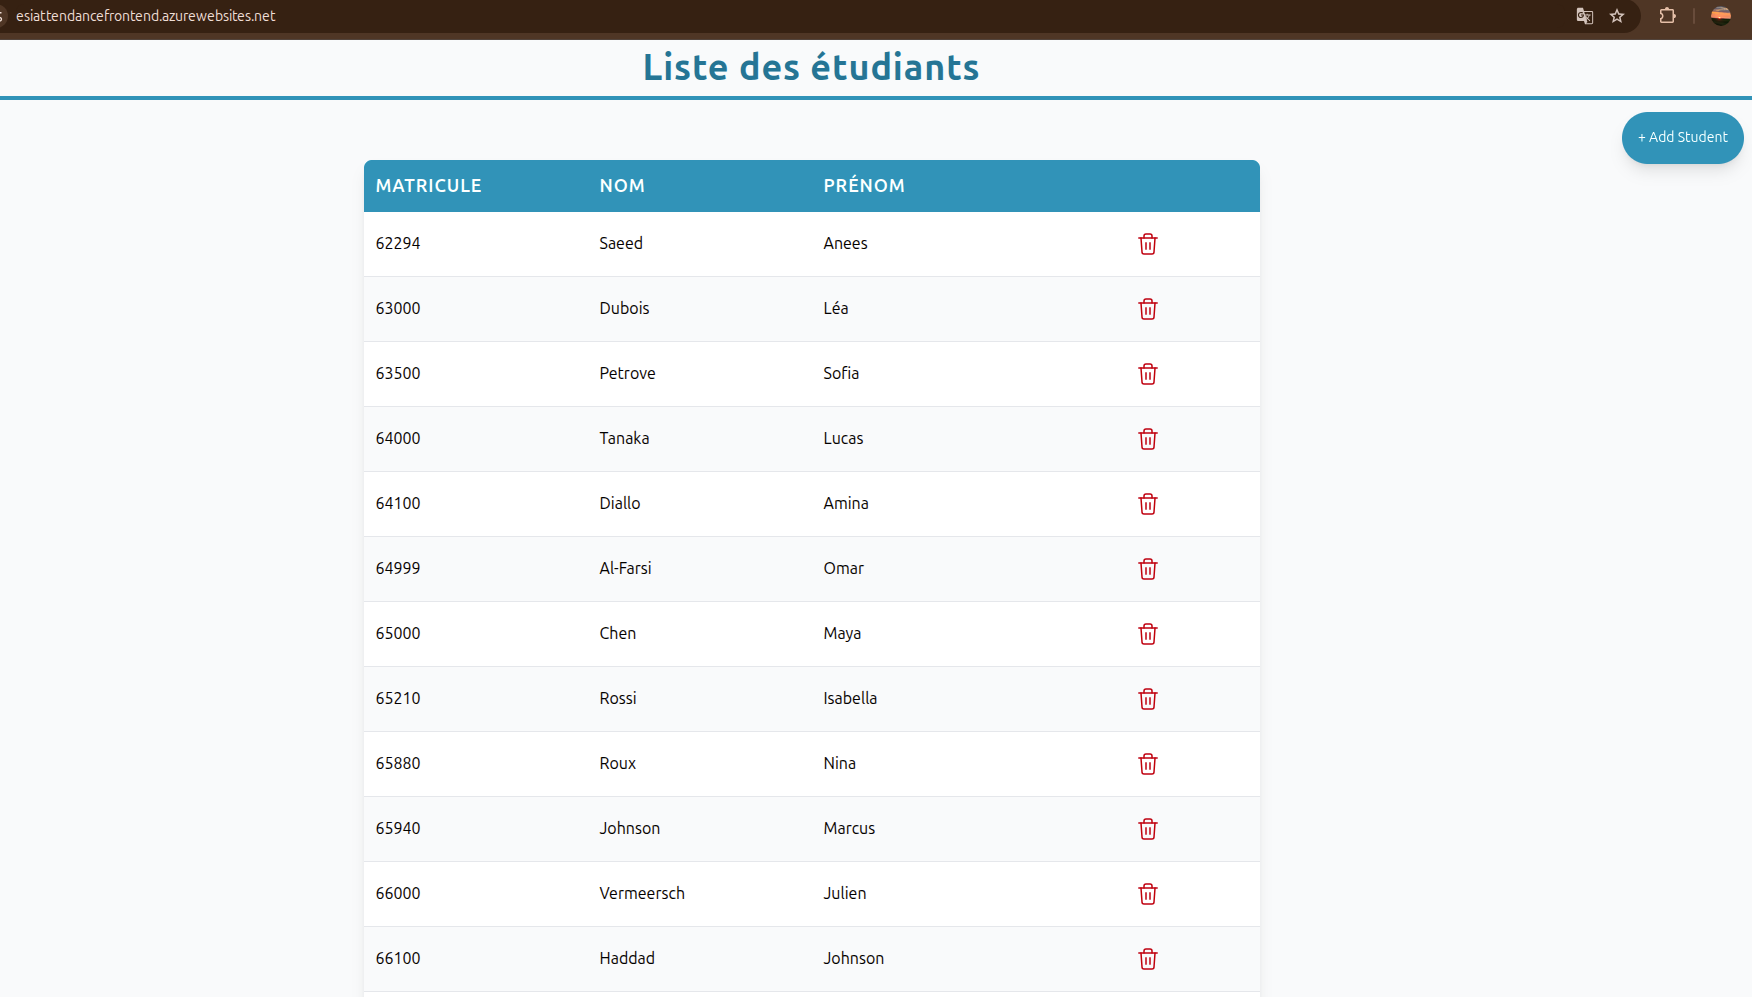 esiattendancefrontend.azurewebsites.net
Liste des étudiants
+ Add Student
MATRICULE NOM PRÉNOM
62294 Saeed Anees
63000 Dubois Léa
63500 Petrove Sofia
64000 Tanaka Lucas
64100 Diallo Amina
64999 Al-Farsi Omar
65000 Chen Maya
65210 Rossi Isabella
65880 Roux Nina
65940 Johnson Marcus
66000 Vermeersch Julien
66100 Haddad Johnson